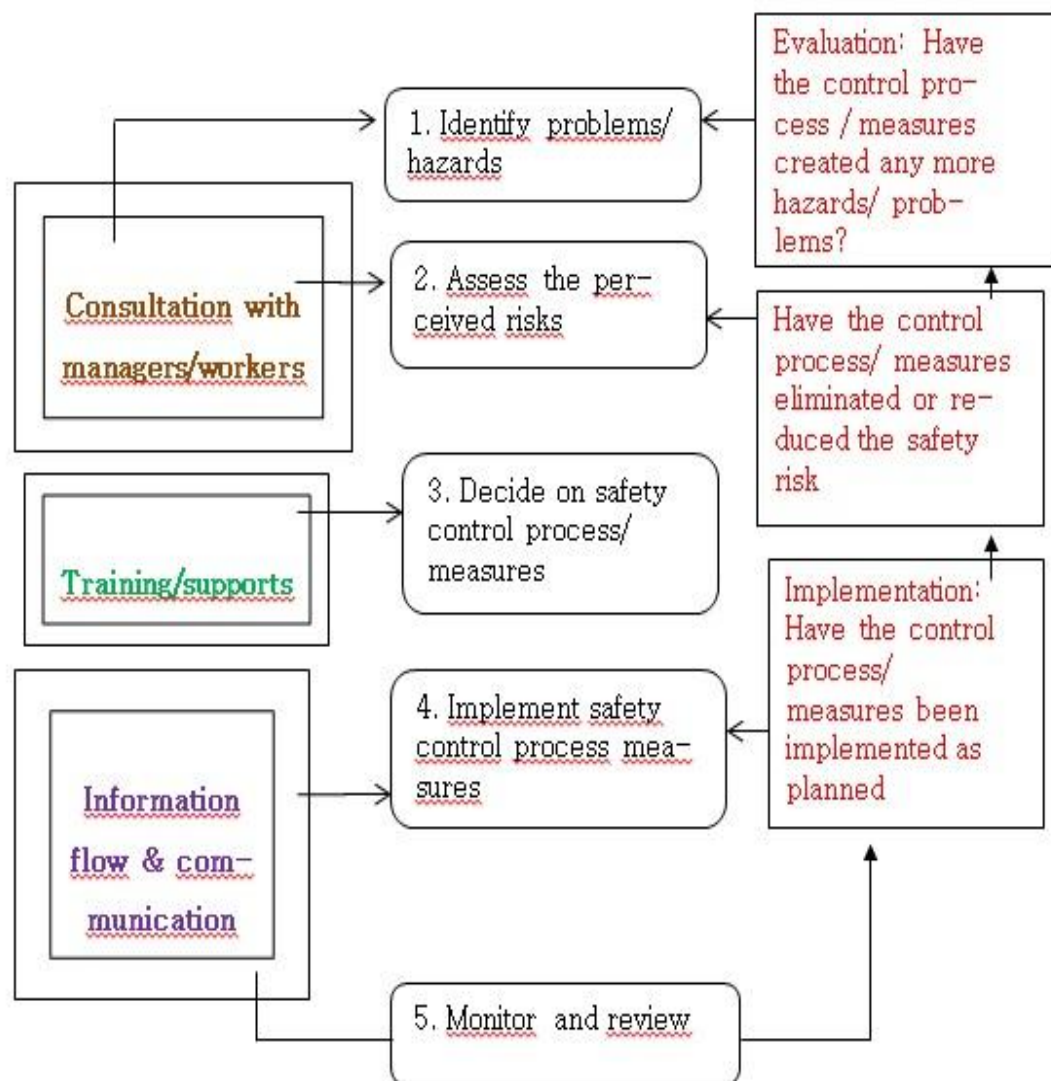 1. Identify problems/
hazards
2. Assess the per-
ceived risks
3. Decide on safety
control process/
measures
4. Implement safety
control process mea-
sures
5. Monitor and review
Consultation with
managers/workers
Training/supports
Information
flow & com-
munication
Evaluation: Have
the control pro-
cess / measures
created any more
hazards/ prob-
lems?
Have the control
process/ measures
eliminated or re-
duced the safety
risk
Implementation:
Have the control
process/
measures been
implemented as
planned